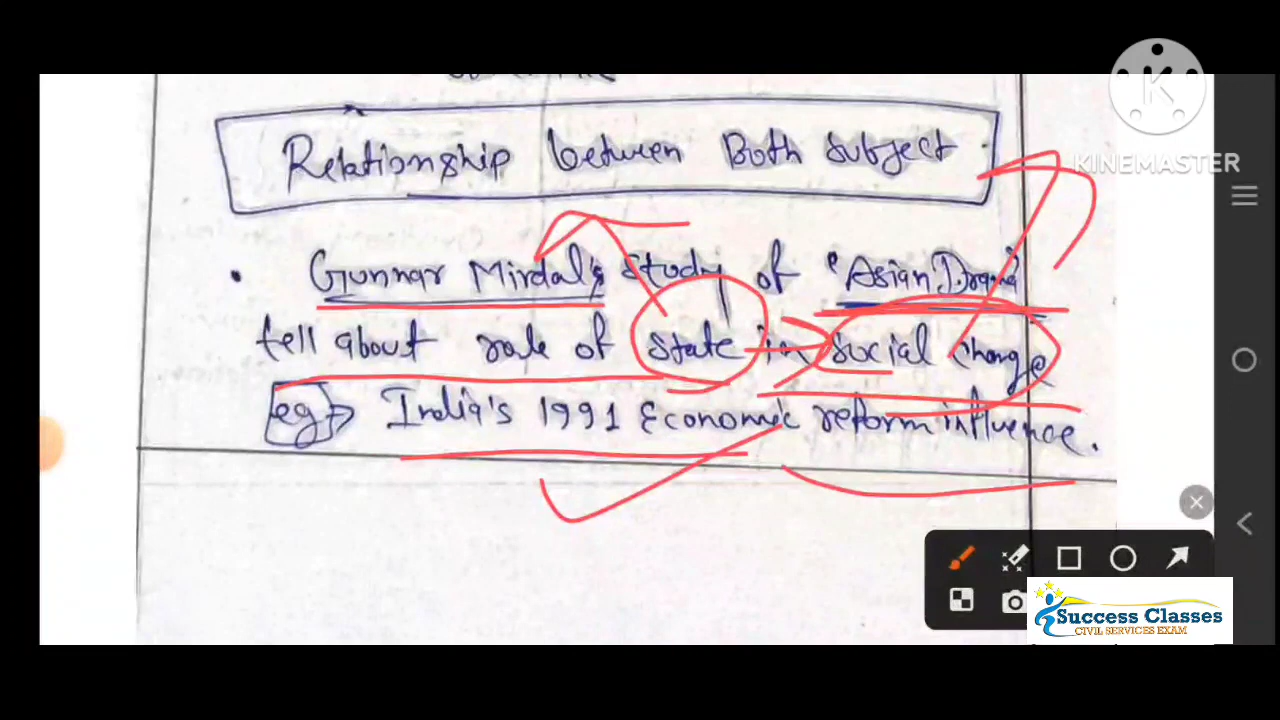 Relationship between Both subject
KINEMASTER
• Gunnar Mirdal's study of "Asian Drama"
tell about role of state in social change
eg → India's 1991 Economic reform influence.
Success Classes
CIVIL SERVICES EXAM